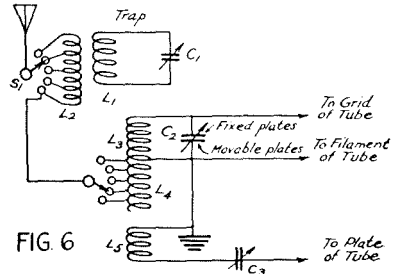 Trap
C1
S1
L2
L1
To Grid
of Tube
L3
C2
Fixed plates
Movable plates
To Filament
of Tube
L4
FIG. 6
L5
C3
To Plate
of Tube